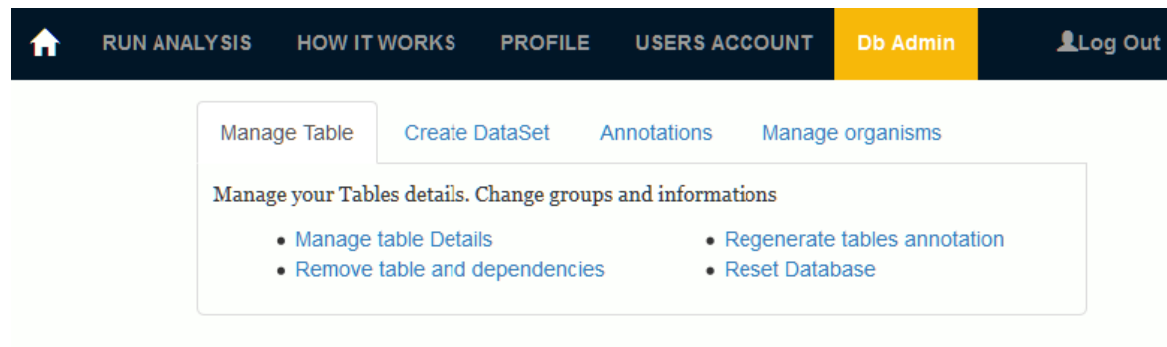 RUN ANALYSIS HOW IT WORKS PROFILE USERS ACCOUNT Db Admin Log Out
Manage Table Create DataSet Annotations Manage organisms
Manage your Tables details. Change groups and informations
• Manage table Details • Regenerate tables annotation
• Remove table and dependencies • Reset Database